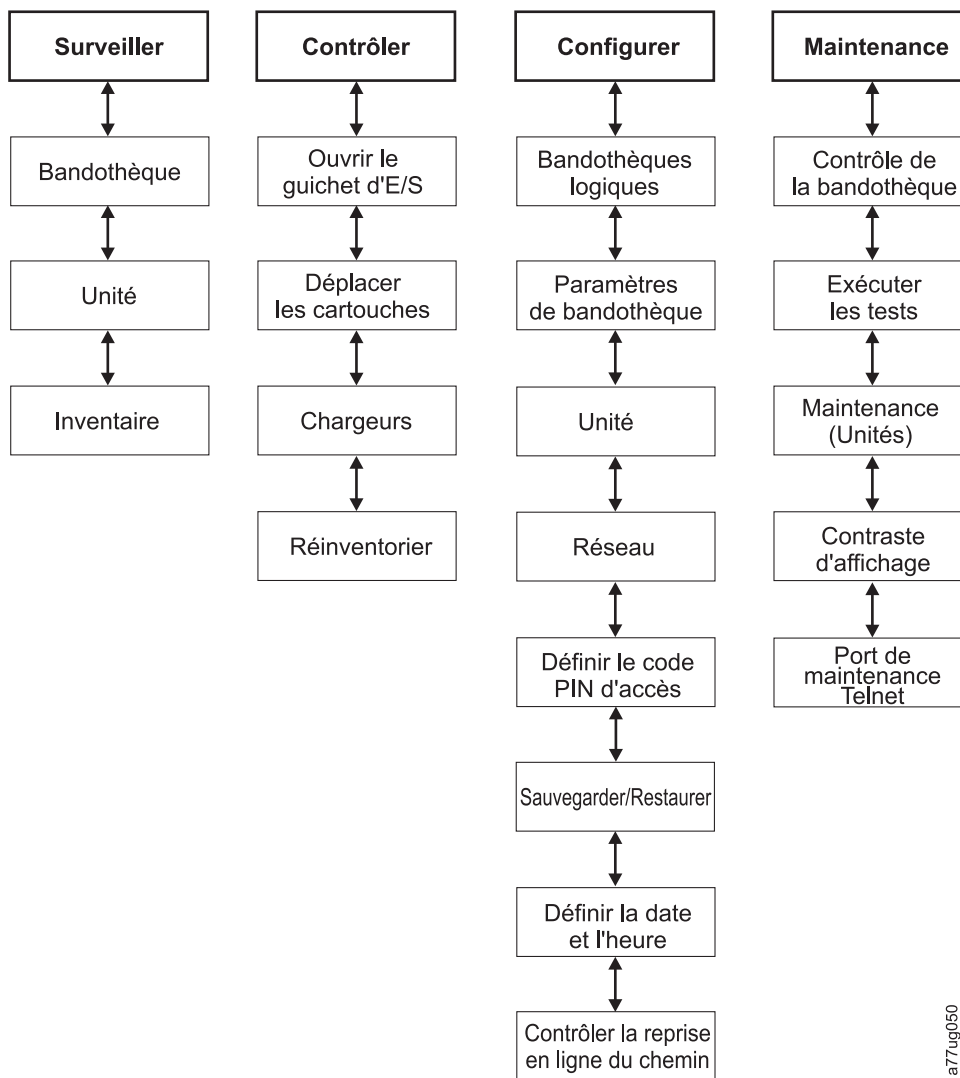 Surveiller
Bandothèque
Unité
Inventaire
Contrôler
Ouvrir le
guichet d'E/S
Déplacer
les cartouches
Chargeurs
Réinventorier
Configurer
Bandothèques
logiques
Paramètres
de bandothèque
Unité
Réseau
Définir le code
PIN d'accès
Sauvegarder/Restaurer
Définir la date
et l'heure
Contrôler la reprise
en ligne du chemin
Maintenance
Contrôle de
la bandothèque
Exécuter
les tests
Maintenance
(Unités)
Contraste
d'affichage
Port de
maintenance
Telnet
a77ug050